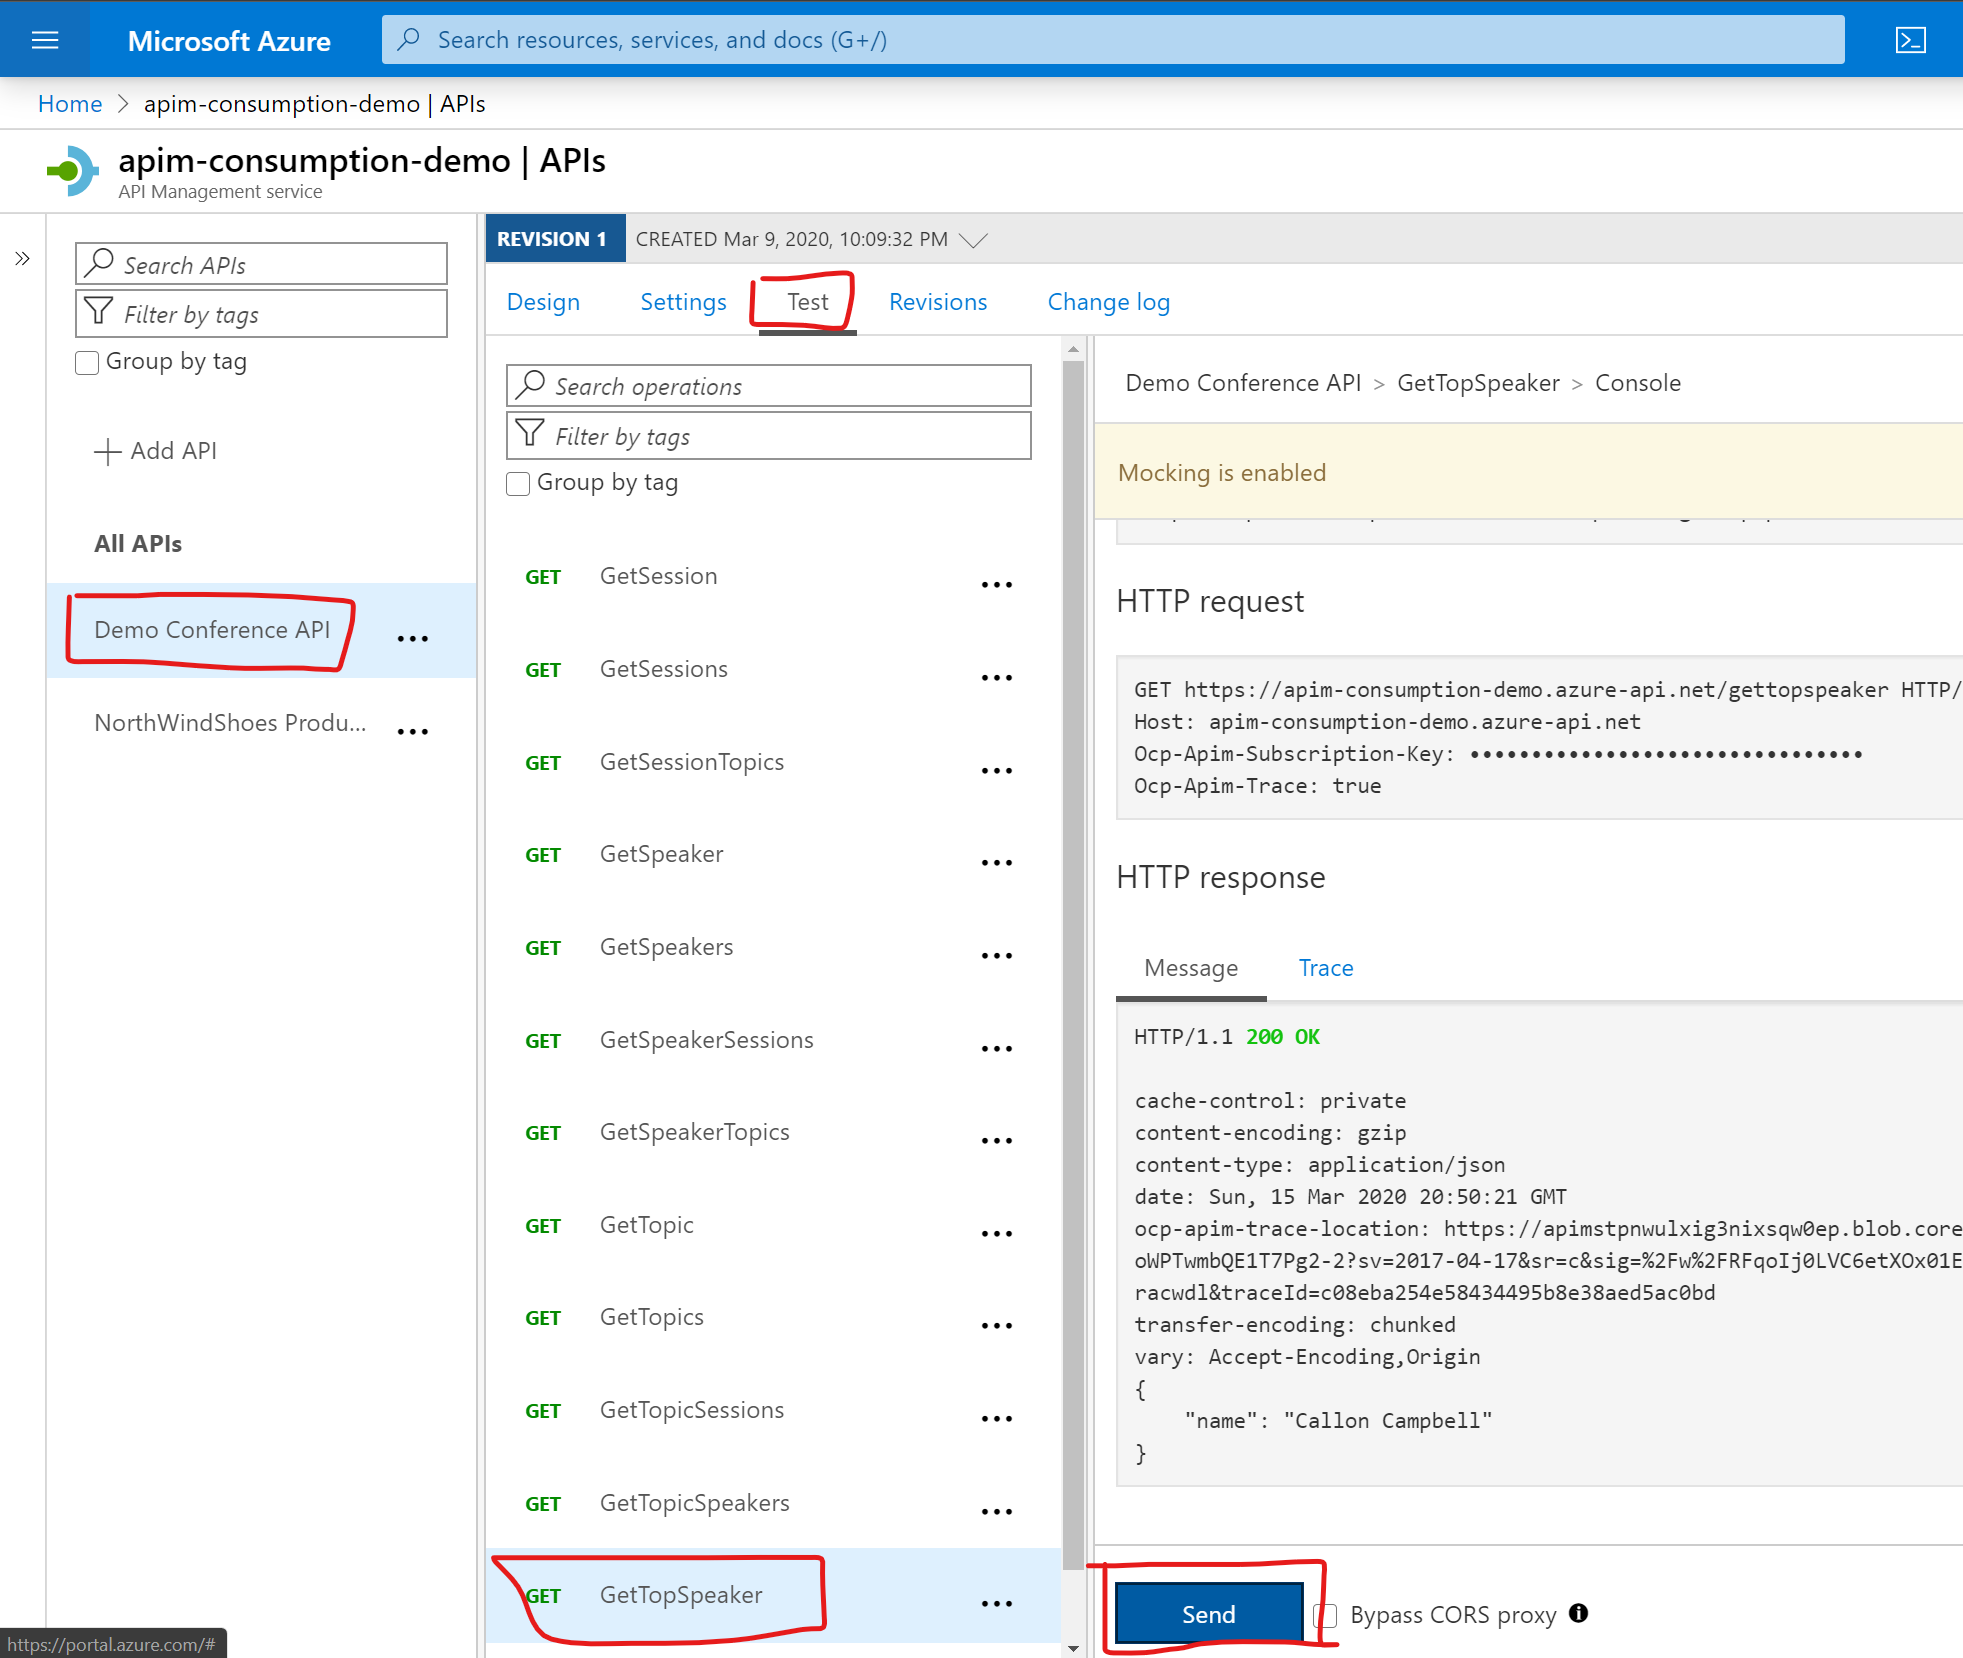 Microsoft Azure
Search resources, services, and docs (G+/)
Home > apim-consumption-demo | APIs
apim-consumption-demo | APIs
API Management service
Search APIs
Filter by tags
Group by tag
+ Add API
All APIs
Demo Conference API ...
NorthWindShoes Produ... ...
REVISION 1 CREATED Mar 9, 2020, 10:09:32 PM
Design Settings Test Revisions Change log
Search operations
Filter by tags
Group by tag
GET GetSession ...
GET GetSessions ...
GET GetSessionTopics ...
GET GetSpeaker ...
GET GetSpeakers ...
GET GetSpeakerSessions ...
GET GetSpeakerTopics ...
GET GetTopic ...
GET GetTopics ...
GET GetTopicSessions ...
GET GetTopicSpeakers ...
GET GetTopSpeaker ...
Demo Conference API > GetTopSpeaker > Console
Mocking is enabled
HTTP request
GET https://apim-consumption-demo.azure-api.net/gettopspeaker HTTP/
Host: apim-consumption-demo.azure-api.net
Ocp-Apim-Subscription-Key: ••••••••••••••••••••••••••••••••
Ocp-Apim-Trace: true
HTTP response
Message Trace
HTTP/1.1 200 OK
cache-control: private
content-encoding: gzip
content-type: application/json
date: Sun, 15 Mar 2020 20:50:21 GMT
ocp-apim-trace-location: https://apimstpnwulxig3nixsqw0ep.blob.core
oWPTwmbQE1T7Pg2-2?sv=2017-04-17&sr=c&sig=%2Fw%2FRFqoIj0LVC6etXOx01E
racwdl&traceId=c08eba254e58434495b8e38aed5ac0bd
transfer-encoding: chunked
vary: Accept-Encoding,Origin
{
"name": "Callon Campbell"
}
Send Bypass CORS proxy
https://portal.azure.com/#